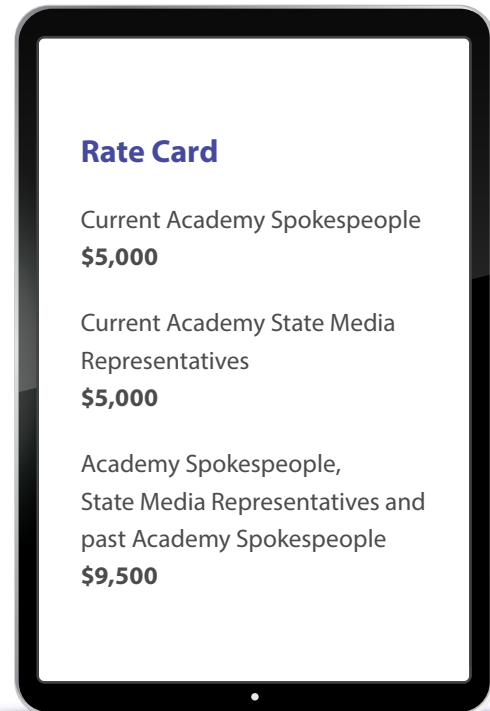 Rate Card
Current Academy Spokespeople
$5,000
Current Academy State Media
Representatives
$5,000
Academy Spokespeople,
State Media Representatives and
past Academy Spokespeople
$9,500